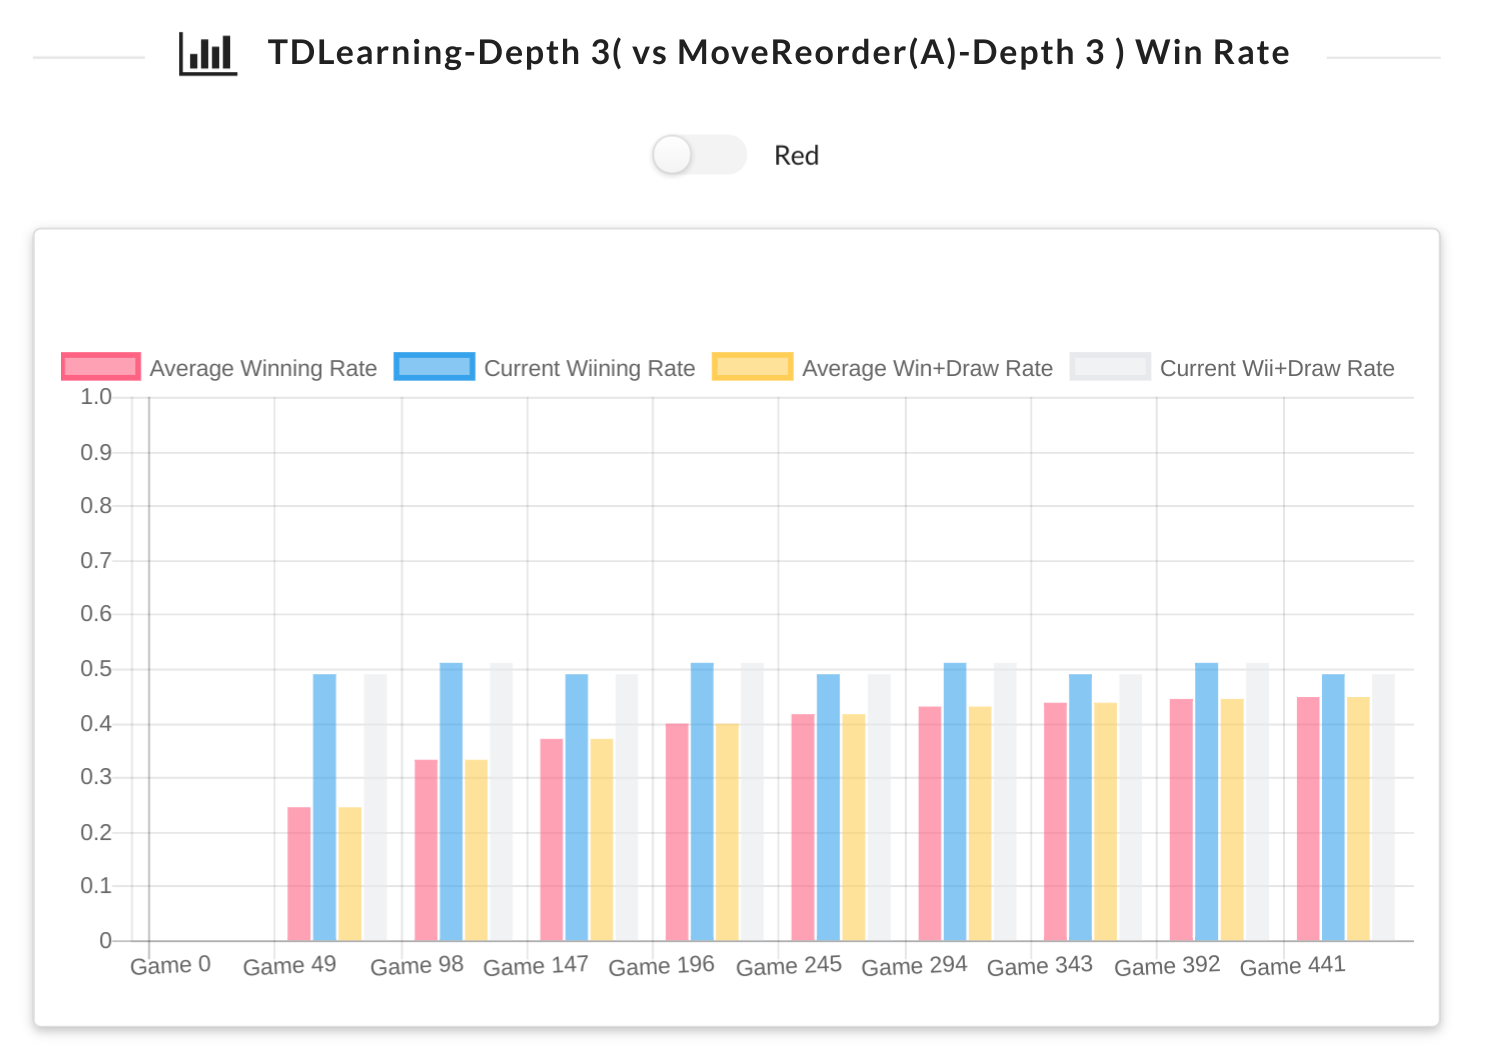 TDLearning-Depth 3( vs MoveReorder(A)-Depth 3 ) Win Rate
Red
Average Winning Rate Current Wiining Rate Average Win+Draw Rate Current Wii+Draw Rate
1.0
0.9
0.8
0.7
0.6
0.5
0.4
0.3
0.2
0.1
0
Game 0 Game 49 Game 98 Game 147 Game 196 Game 245 Game 294 Game 343 Game 392 Game 441